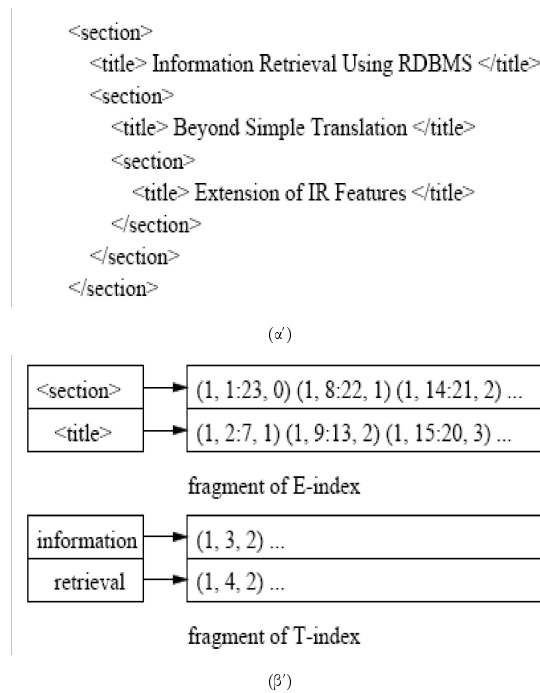 <section>
<title> Information Retrieval Using RDBMS </title>
<section>
<title> Beyond Simple Translation </title>
<section>
<title> Extension of IR Features </title>
</section>
</section>
</section>
(α')
<section> (1, 1:23, 0) (1, 8:22, 1) (1, 14:21, 2) ...
<title> (1, 2:7, 1) (1, 9:13, 2) (1, 15:20, 3) ...
fragment of E-index
information (1, 3, 2) ...
retrieval (1, 4, 2) ...
fragment of T-index
(β')